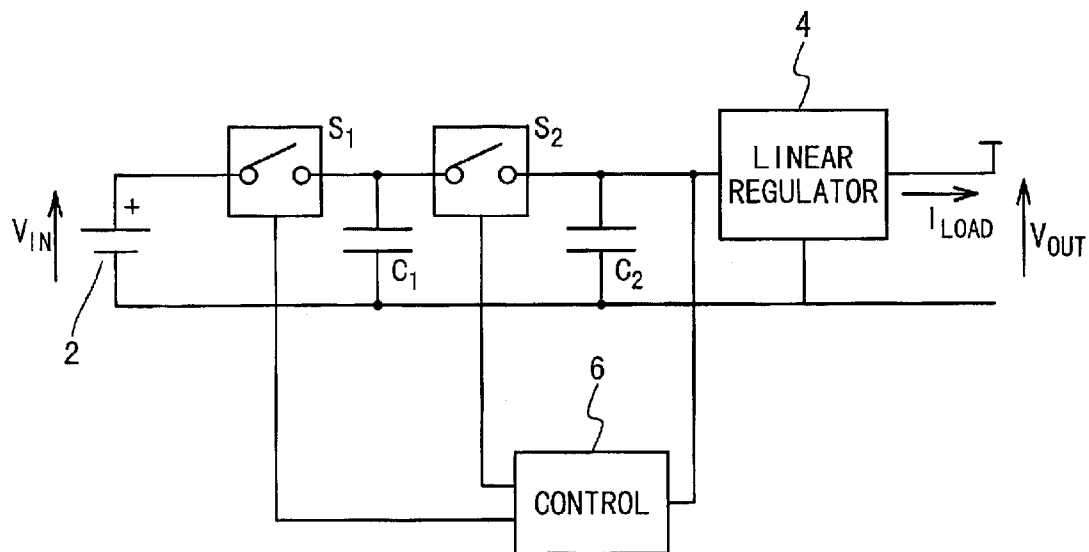 4
S1
S2
LINEAR
REGULATOR
+
VIN
C1
C2
ILOAD
VOUT
2
6
CONTROL